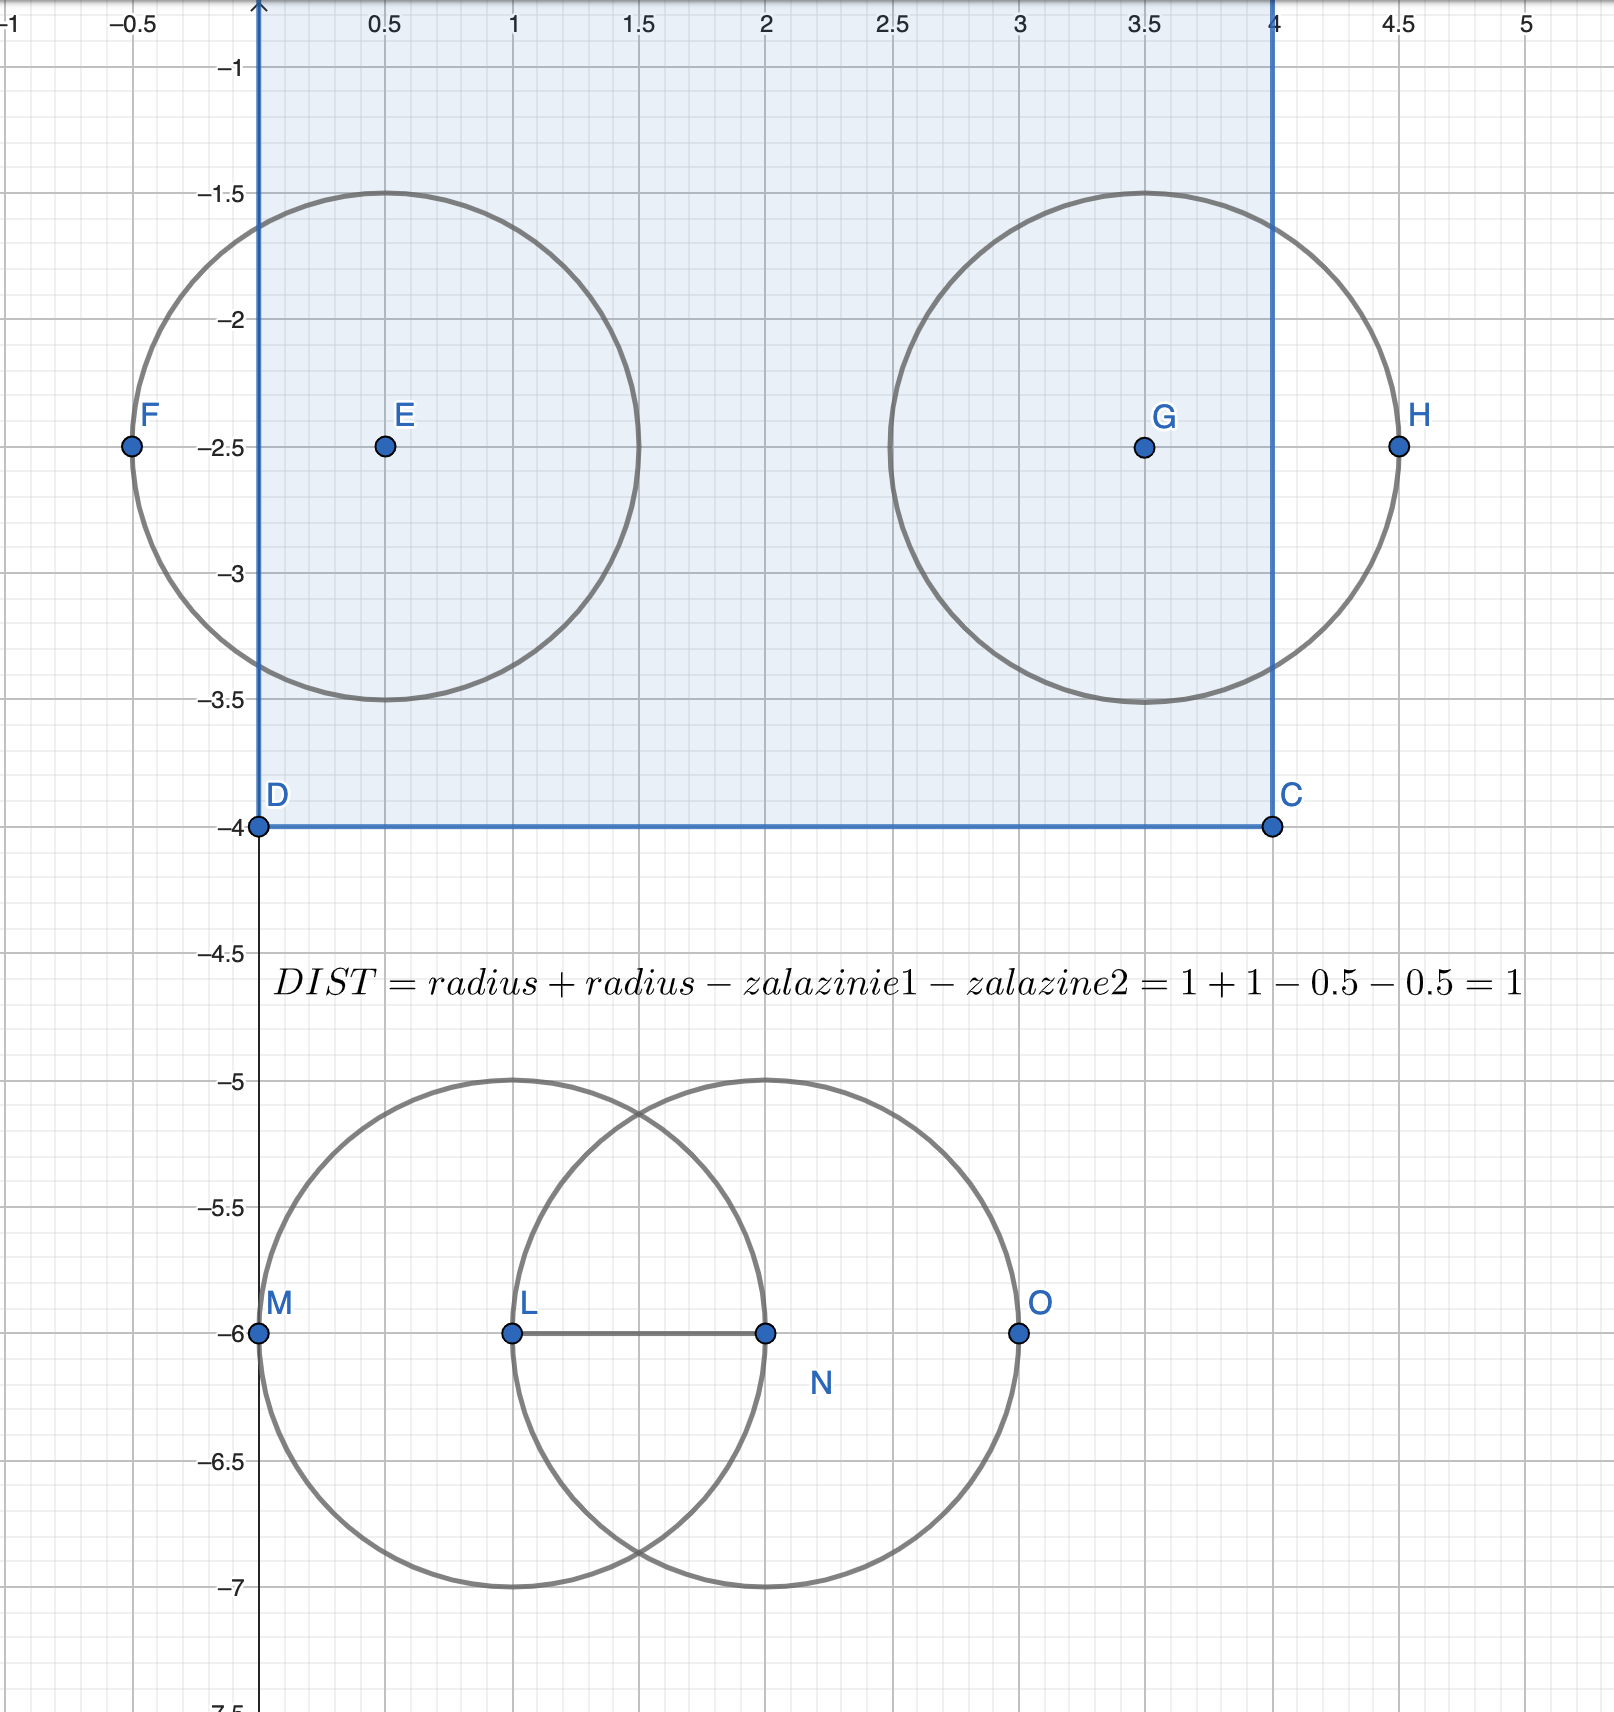 –1 –0.5 0.5 1 1.5 2 2.5 3 3.5 4 4.5 5
–1
–1.5
–2
F E G H
–2.5
–3
–3.5
D C
–4
–4.5
DIST = radius + radius − zalazinie1 − zalazine2 = 1 + 1 − 0.5 − 0.5 = 1
–5
–5.5
M L O
–6
N
–6.5
–7